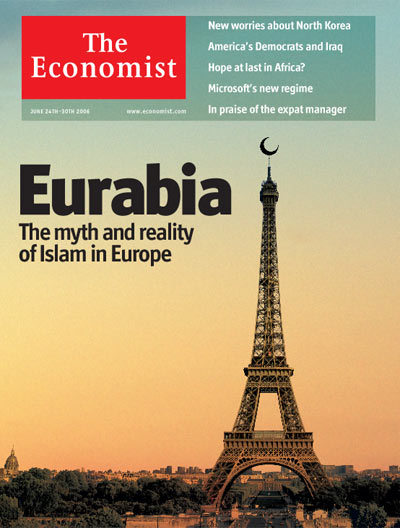 The
Economist
JUNE 24TH–30TH 2006 www.economist.com
New worries about North Korea
America's Democrats and Iraq
Hope at last in Africa?
Microsoft's new regime
In praise of the expat manager
Eurabia
The myth and reality
of Islam in Europe